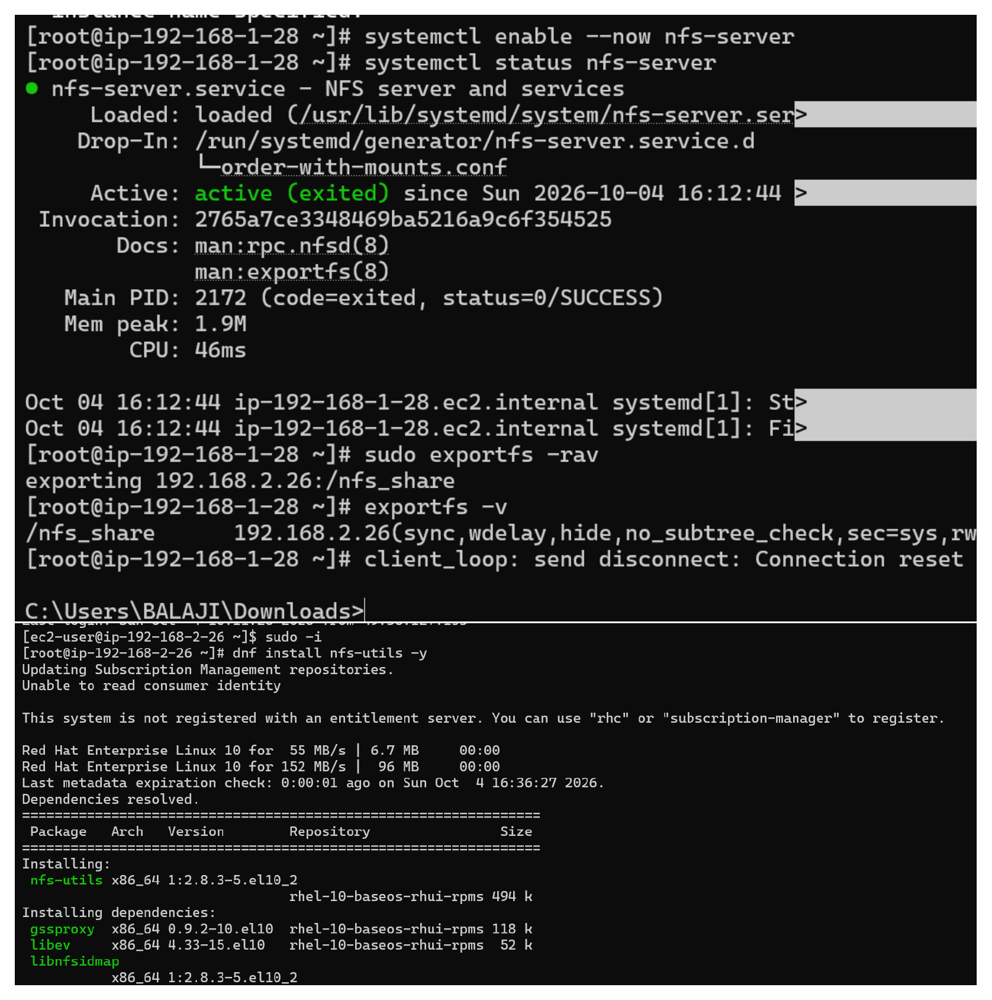 instance name specified.
[root@ip-192-168-1-28 ~]# systemctl enable --now nfs-server
[root@ip-192-168-1-28 ~]# systemctl status nfs-server
● nfs-server.service - NFS server and services
Loaded: loaded (/usr/lib/systemd/system/nfs-server.ser>
Drop-In: /run/systemd/generator/nfs-server.service.d
└─order-with-mounts.conf
Active: active (exited) since Sun 2026-10-04 16:12:44 >
Invocation: 2765a7ce3348469ba5216a9c6f354525
Docs: man:rpc.nfsd(8)
man:exportfs(8)
Main PID: 2172 (code=exited, status=0/SUCCESS)
Mem peak: 1.9M
CPU: 46ms
Oct 04 16:12:44 ip-192-168-1-28.ec2.internal systemd[1]: St>
Oct 04 16:12:44 ip-192-168-1-28.ec2.internal systemd[1]: Fi>
[root@ip-192-168-1-28 ~]# sudo exportfs -rav
exporting 192.168.2.26:/nfs_share
[root@ip-192-168-1-28 ~]# exportfs -v
/nfs_share 192.168.2.26(sync,wdelay,hide,no_subtree_check,sec=sys,rw
[root@ip-192-168-1-28 ~]# client_loop: send disconnect: Connection reset
C:\Users\BALAJI\Downloads>
[ec2-user@ip-192-168-2-26 ~]$ sudo -i
[root@ip-192-168-2-26 ~]# dnf install nfs-utils -y
Updating Subscription Management repositories.
Unable to read consumer identity
This system is not registered with an entitlement server. You can use "rhc" or "subscription-manager" to register.
Red Hat Enterprise Linux 10 for  55 MB/s | 6.7 MB     00:00
Red Hat Enterprise Linux 10 for 152 MB/s |  96 MB     00:00
Last metadata expiration check: 0:00:01 ago on Sun Oct  4 16:36:27 2026.
Dependencies resolved.
================================================================
Package   Arch   Version        Repository                Size
================================================================
Installing:
nfs-utils x86_64 1:2.8.3-5.el10_2
rhel-10-baseos-rhui-rpms 494 k
Installing dependencies:
gssproxy  x86_64 0.9.2-10.el10  rhel-10-baseos-rhui-rpms 118 k
libev     x86_64 4.33-15.el10   rhel-10-baseos-rhui-rpms  52 k
libnfsidmap
x86_64 1:2.8.3-5.el10_2